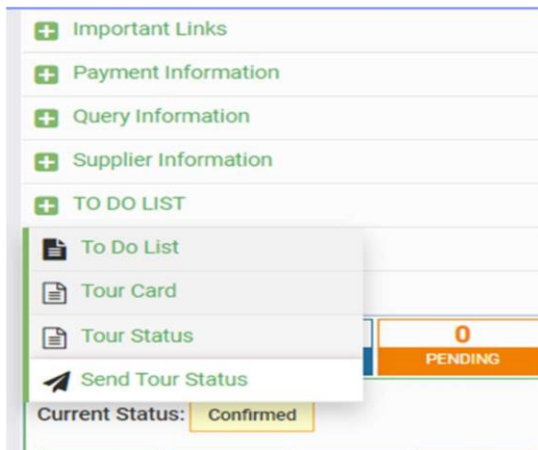 Important Links
Payment Information
Query Information
Supplier Information
TO DO LIST
To Do List
Tour Card
Tour Status
0
PENDING
Send Tour Status
Current Status: Confirmed